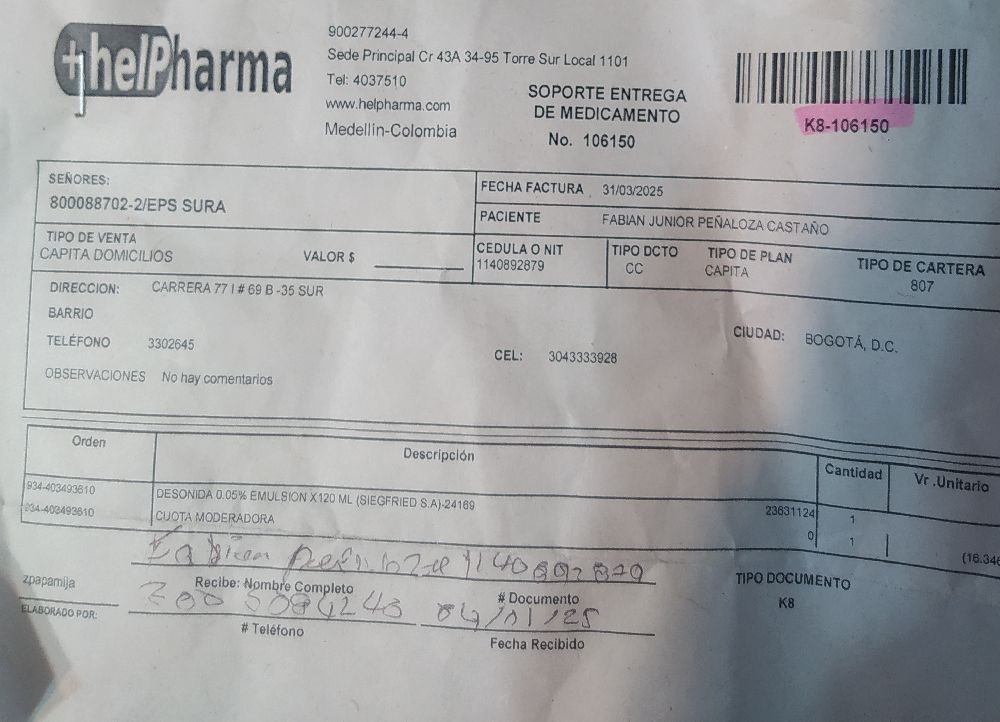 +helPharma
900277244-4
Sede Principal Cr 43A 34-95 Torre Sur Local 1101
Tel: 4037510
www.helpharma.com
Medellín-Colombia
SOPORTE ENTREGA
DE MEDICAMENTO
No. 106150
K8-106150
SEÑORES:
800088702-2/EPS SURA
FECHA FACTURA 31/03/2025
PACIENTE FABIAN JUNIOR PEÑALOZA CASTAÑO
TIPO DE VENTA
CAPITA DOMICILIOS VALOR $
CEDULA O NIT TIPO DCTO TIPO DE PLAN TIPO DE CARTERA
1140892879 CC CAPITA 807
DIRECCION: CARRERA 77 I # 69 B -35 SUR
BARRIO
TELÉFONO 3302645 CEL: 3043333928 CIUDAD: BOGOTÁ, D.C.
OBSERVACIONES No hay comentarios
Orden Descripción Cantidad Vr .Unitario
934-403493610 DESONIDA 0.05% EMULSION X120 ML (SIEGFRIED S.A)-24169 23631124 1
934-403493610 CUOTA MODERADORA 0 1 (16.346
Fabian 1140892879
Recibe: Nombre Completo # Documento
zpapamija
ELABORADO POR:
04/01/25
# Teléfono
Fecha Recibido
TIPO DOCUMENTO
K8